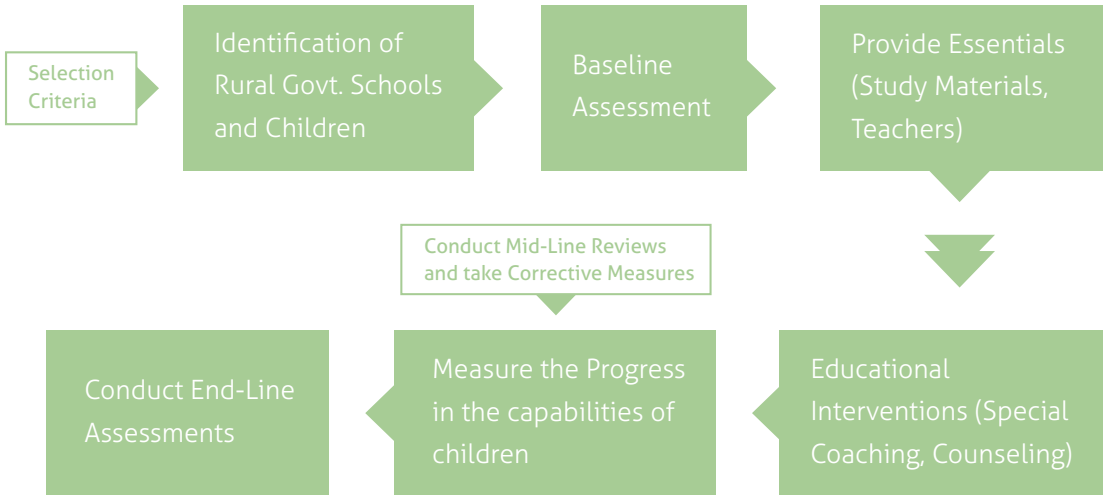 Selection
Criteria
Identification of
Rural Govt. Schools
and Children
Baseline
Assessment
Provide Essentials
(Study Materials,
Teachers)
Educational
Interventions (Special
Coaching, Counseling)
Conduct Mid-Line Reviews
and take Corrective Measures
Measure the Progress
in the capabilities of
children
Conduct End-Line
Assessments